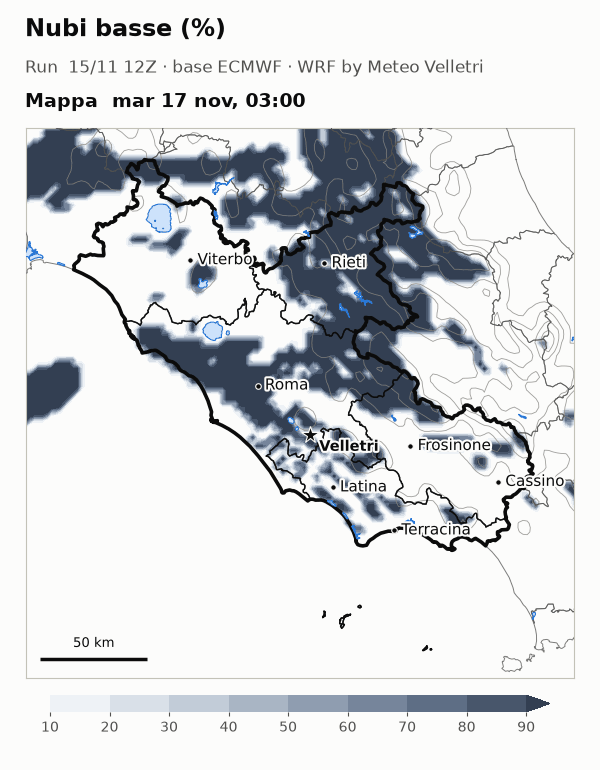 Nubi basse (%)
Run  15/11 12Z · base ECMWF · WRF by Meteo Velletri
Mappa  mar 17 nov, 03:00
Viterbo
Rieti
Roma
Velletri
Frosinone
Cassino
Latina
Terracina
50 km
10 20 30 40 50 60 70 80 90